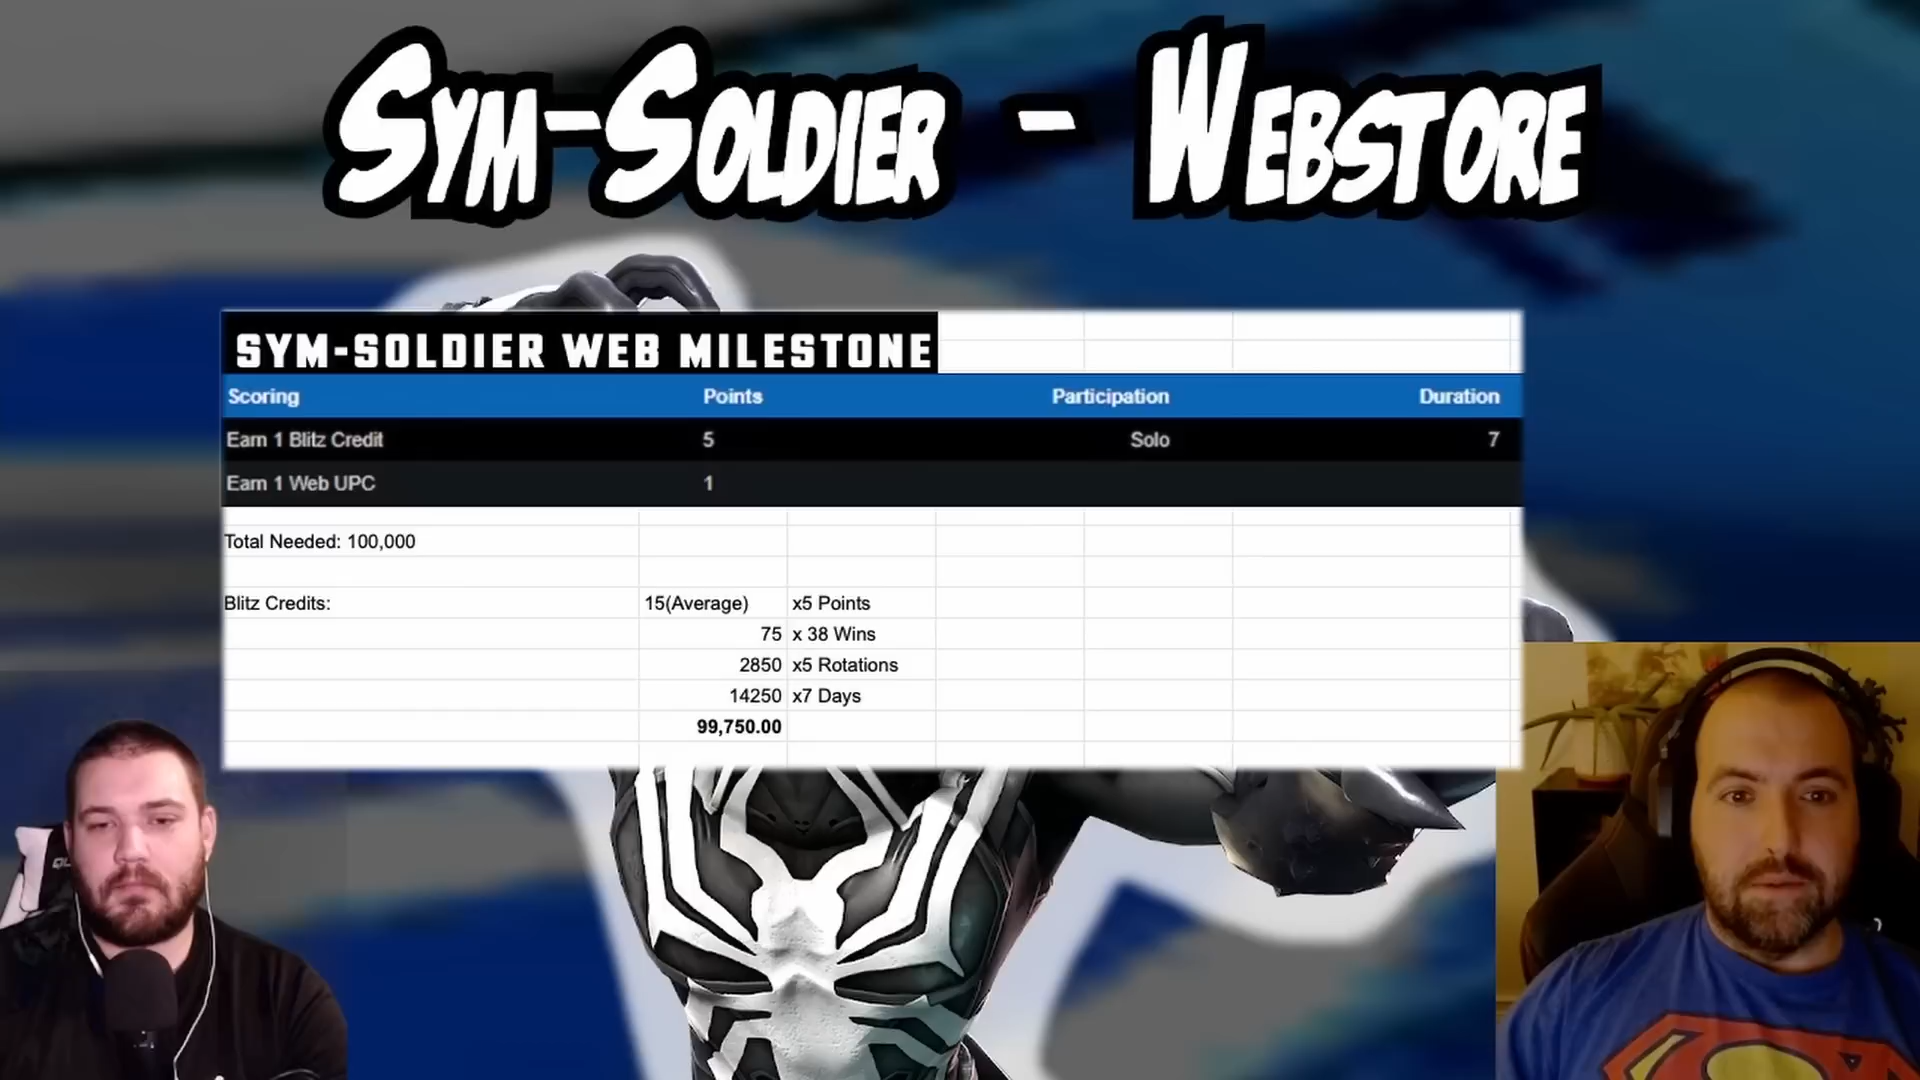 Sym-Soldier - Webstore
SYM-SOLDIER WEB MILESTONE
Scoring Points Participation Duration
Earn 1 Blitz Credit 5 Solo 7
Earn 1 Web UPC 1
Total Needed: 100,000
Blitz Credits: 15(Average) x5 Points
75 x 38 Wins
2850 x5 Rotations
14250 x7 Days
99,750.00